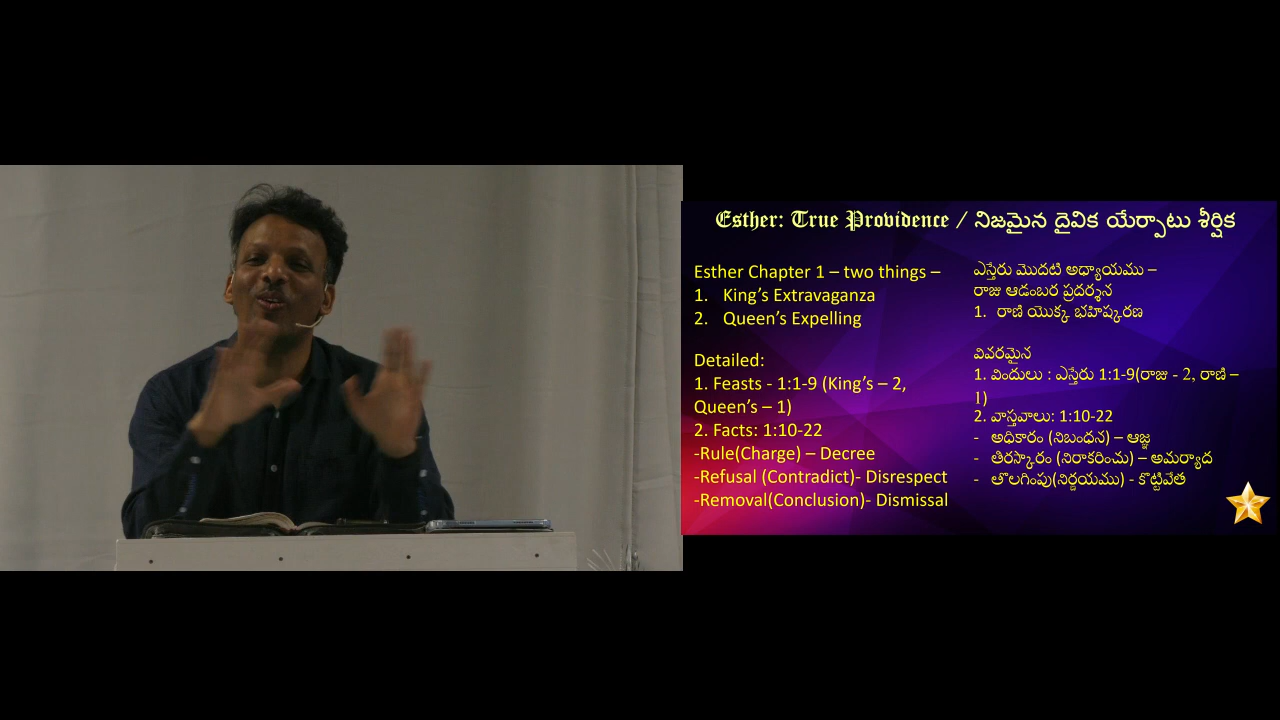 Esther: True Providence / నిజమైన దైవిక యేర్పాటు శీర్షిక
Esther Chapter 1 – two things –
1. King’s Extravaganza
2. Queen’s Expelling
Detailed:
1. Feasts - 1:1-9 (King’s – 2,
Queen’s – 1)
2. Facts: 1:10-22
-Rule(Charge) – Decree
-Refusal (Contradict)- Disrespect
-Removal(Conclusion)- Dismissal
ఎస్తేరు మొదటి అధ్యాయము –
రాజు ఆడంబర ప్రదర్శన
1. రాణి యొక్క భహిష్కరణ
వివరమైన
1. విందులు : ఎస్తేరు 1:1-9(రాజు - 2, రాణి –
1)
2. వాస్తవాలు: 1:10-22
- అధికారం (నిబంధన) – ఆజ్ఞ
- తిరస్కారం (నిరాకరించు) – అమర్యాద
- తొలగింపు(నిర్ణయము) - కొట్టివేత